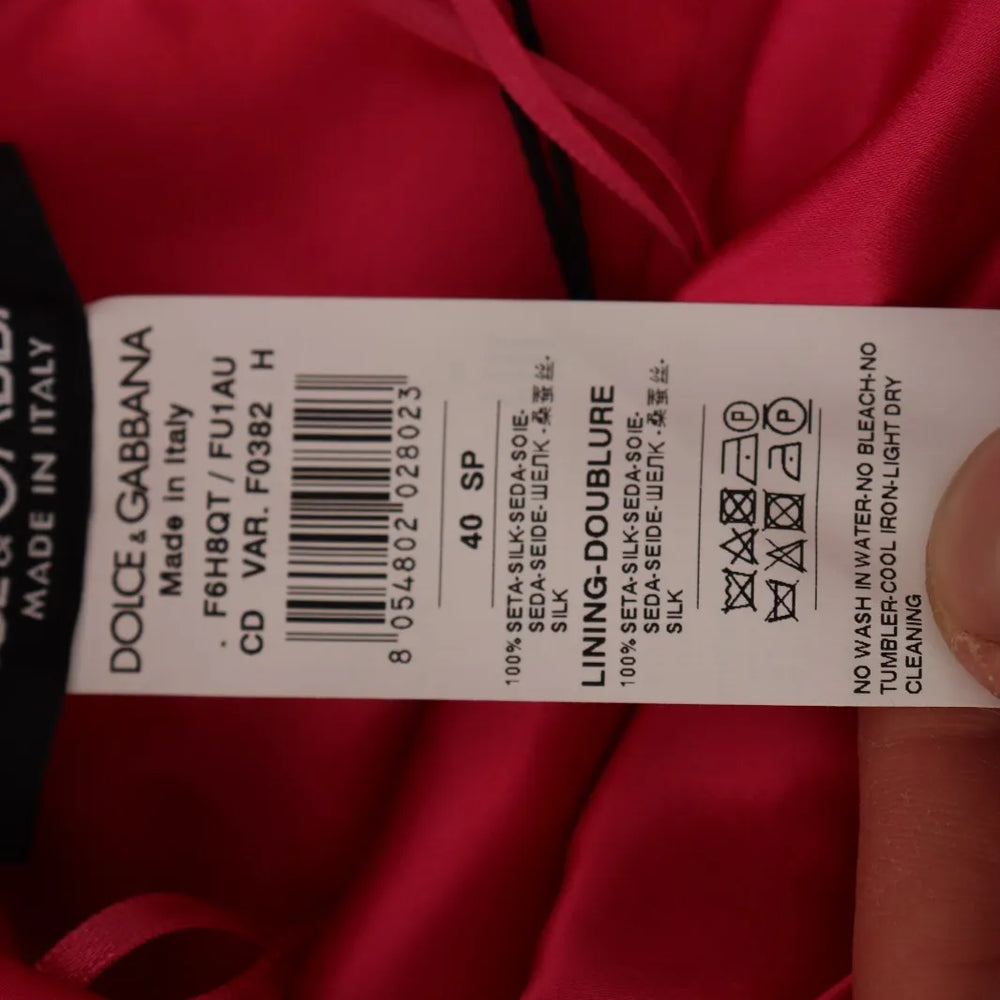 MADE IN ITALY
DOLCE & GABBANA
Made in Italy
. F6H8QT / FU1AU
CD VAR. F0382 H
8 054802 028023
40 SP
100% SETA-SILK-SEDA-SOIE-
SEDA-SEIDE-ШЕЛК-桑蚕丝-
SILK
LINING-DOUBLURE
100% SETA-SILK-SEDA-SOIE-
SEDA-SEIDE-ШЕЛК-桑蚕丝-
SILK
P
P
NO WASH IN WATER-NO BLEACH-NO
TUMBLER-COOL IRON-LIGHT DRY
CLEANING